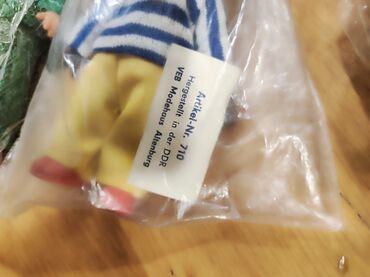 Artikel-Nr. 710
Hergestellt in der DDR
VEB Modehaus Altenburg